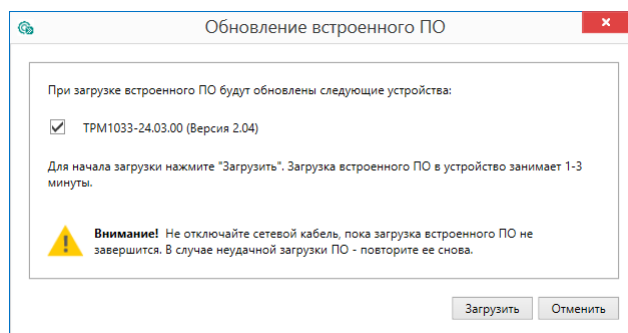 Обновление встроенного ПО
При загрузке встроенного ПО будут обновлены следующие устройства:
ТРМ1033-24.03.00 (Версия 2.04)
Для начала загрузки нажмите "Загрузить". Загрузка встроенного ПО в устройство занимает 1-3
минуты.
Внимание! Не отключайте сетевой кабель, пока загрузка встроенного ПО не
завершится. В случае неудачной загрузки ПО - повторите ее снова.
Загрузить Отменить